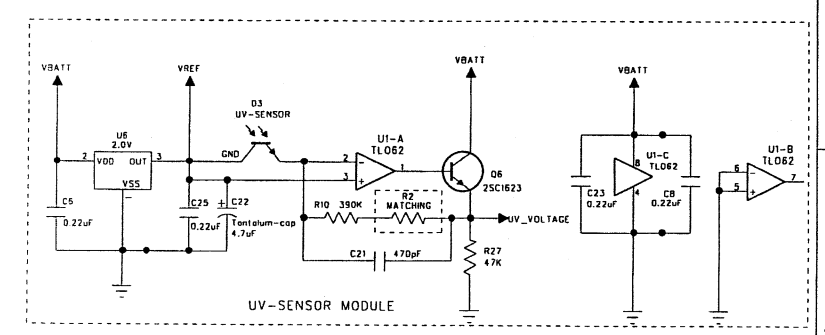 VBATT
VREF
VBATT
VBATT
D3
UV-SENSOR
U6
2.0V
2
VDD
OUT
3
VSS
GND
U1-A
TL062
2
-
3
+
1
Q6
2SC1623
C5
0.22uF
C25
0.22uF
+
C22
Tantalum-cap
4.7uF
R10
390K
R2
MATCHING
C21
470pF
UV_VOLTAGE
R27
47K
C23
0.22uF
8
U1-C
TL062
4
C8
0.22uF
U1-B
TL062
6
-
5
+
7
UV-SENSOR MODULE